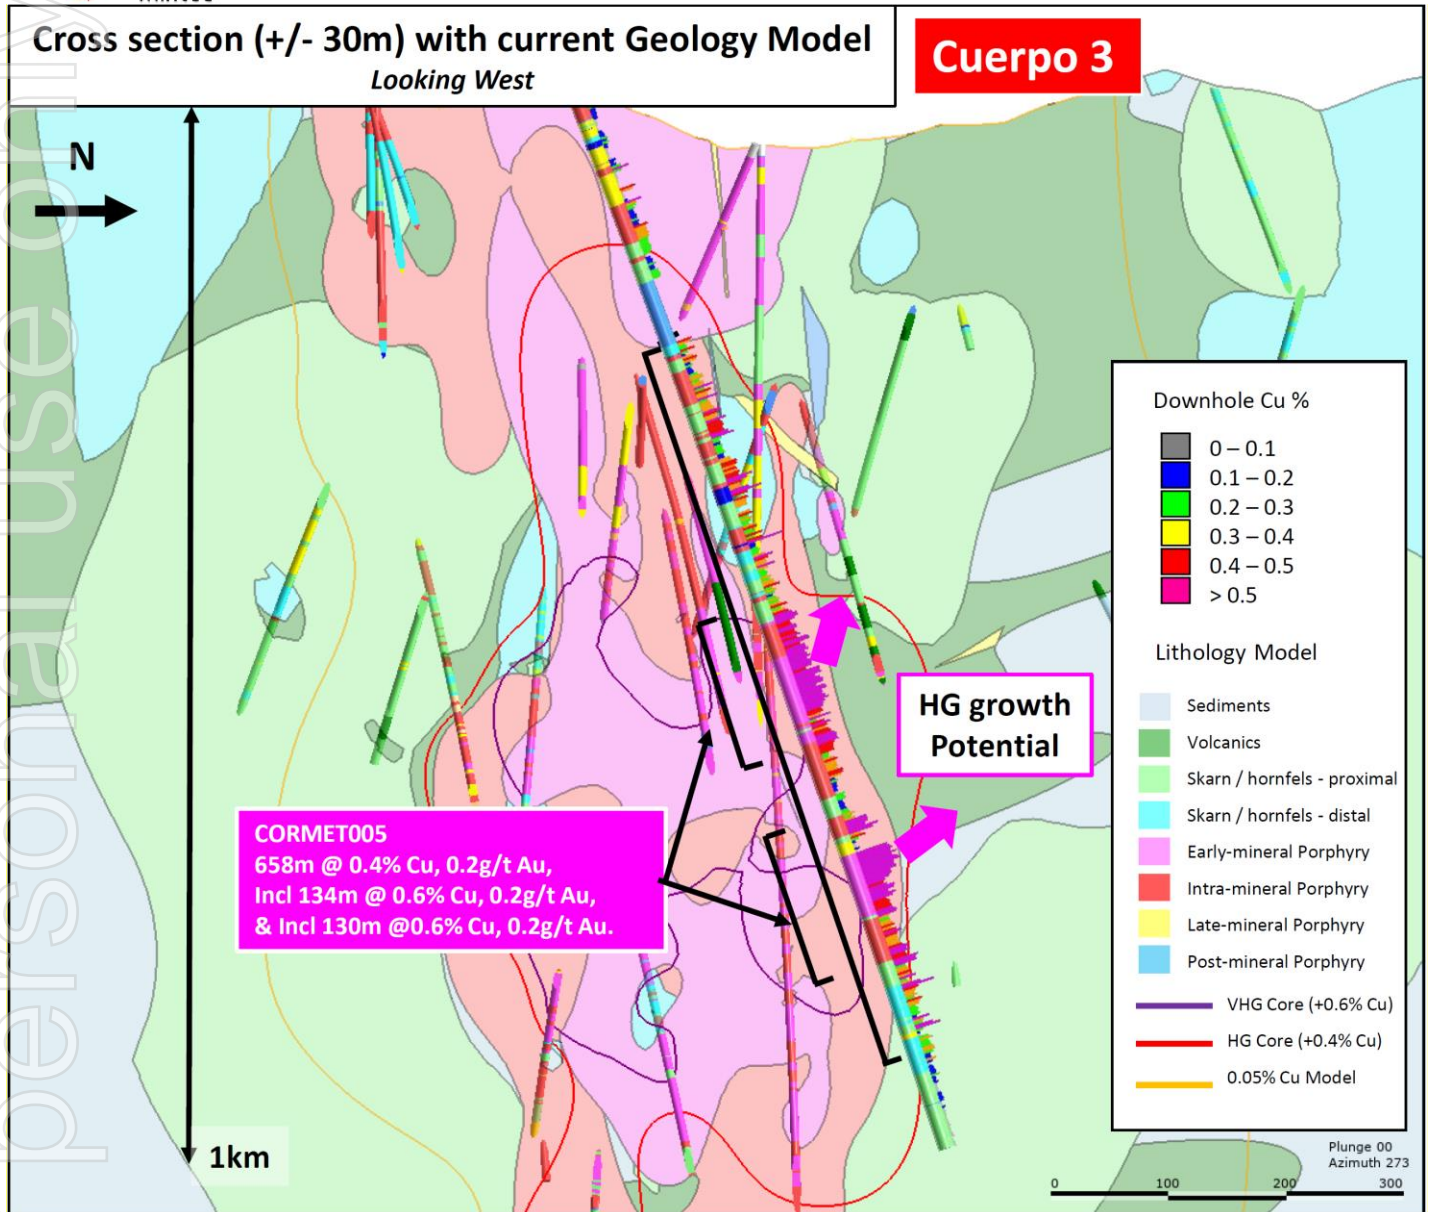 Cross section (+/- 30m) with current Geology Model
Looking West
Cuerpo 3
N
personal use only
Downhole Cu %
0 – 0.1
0.1 – 0.2
0.2 – 0.3
0.3 – 0.4
0.4 – 0.5
> 0.5
Lithology Model
Sediments
Volcanics
Skarn / hornfels - proximal
Skarn / hornfels - distal
Early-mineral Porphyry
Intra-mineral Porphyry
Late-mineral Porphyry
Post-mineral Porphyry
VHG Core (+0.6% Cu)
HG Core (+0.4% Cu)
0.05% Cu Model
HG growth
Potential
CORMET005
658m @ 0.4% Cu, 0.2g/t Au,
Incl 134m @ 0.6% Cu, 0.2g/t Au,
& Incl 130m @0.6% Cu, 0.2g/t Au.
1km
Plunge 00
Azimuth 273
0 100 200 300